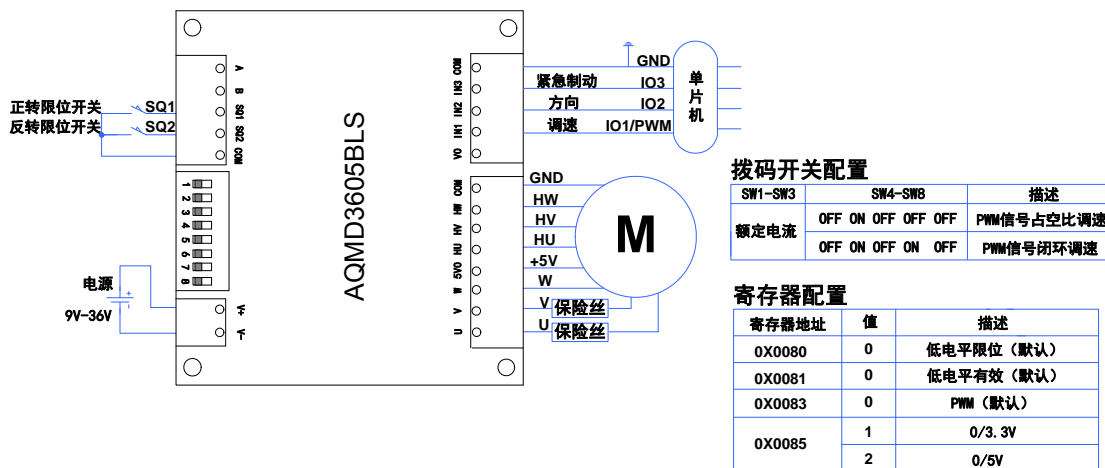 正转限位开关
反转限位开关
SQ1
SQ2
A
B
SQ1
SQ2
COM
1
2
3
4
5
6
7
8
电源
9V-36V
V+
V-
AQMD3605BLS
COM
IN3
IN2
IN1
VO
GND
紧急制动 IO3
方向 IO2
调速 IO1/PWM
单片机
COM
HW
HV
HU
5VO
W
V
U
GND
HW
HV
HU
+5V
W
V 保险丝
U 保险丝
M
拨码开关配置
SW1-SW3 SW4-SW8 描述
额定电流
OFF ON OFF OFF OFF PWM信号占空比调速
OFF ON OFF ON OFF PWM信号闭环调速
寄存器配置
寄存器地址 值 描述
0X0080 0 低电平限位（默认）
0X0081 0 低电平有效（默认）
0X0083 0 PWM（默认）
0X0085
1 0/3.3V
2 0/5V